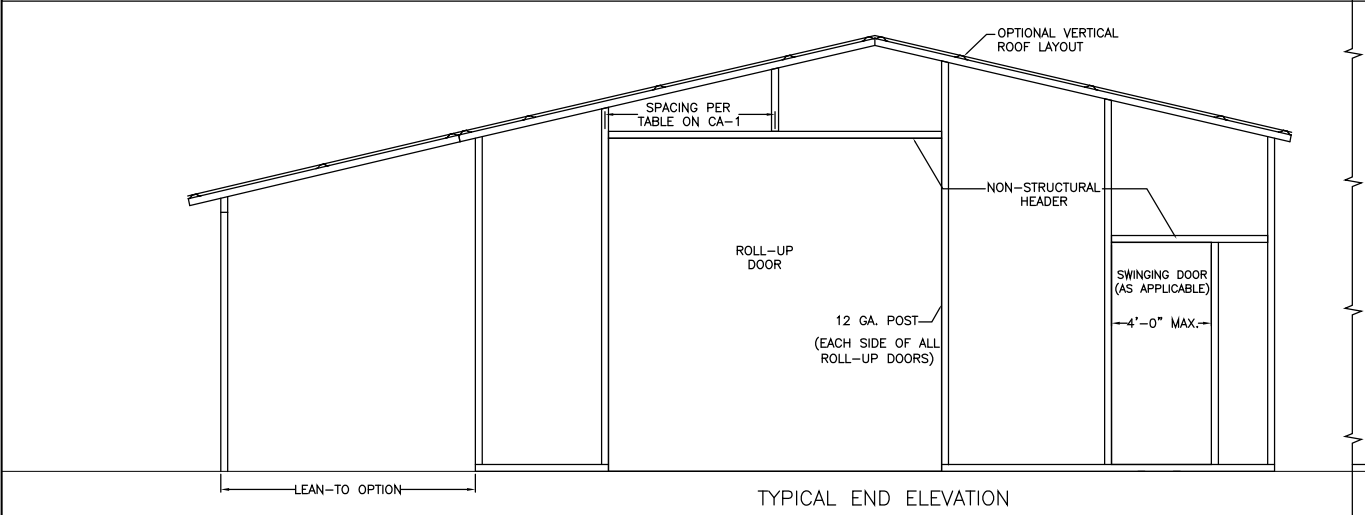 OPTIONAL VERTICAL
ROOF LAYOUT
SPACING PER
TABLE ON CA-1
NON-STRUCTURAL
HEADER
ROLL-UP
DOOR
SWINGING DOOR
(AS APPLICABLE)
4'-0" MAX.
12 GA. POST
(EACH SIDE OF ALL
ROLL-UP DOORS)
LEAN-TO OPTION
TYPICAL END ELEVATION